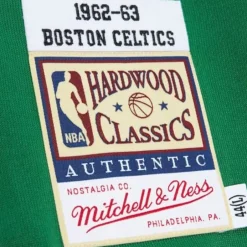 1962-63
BOSTON CELTICS
HARDWOOD
NBA
CLASSICS
AUTHENTIC
NOSTALGIA CO.
Mitchell & Ness
PHILADELPHIA, PA.
44(L)